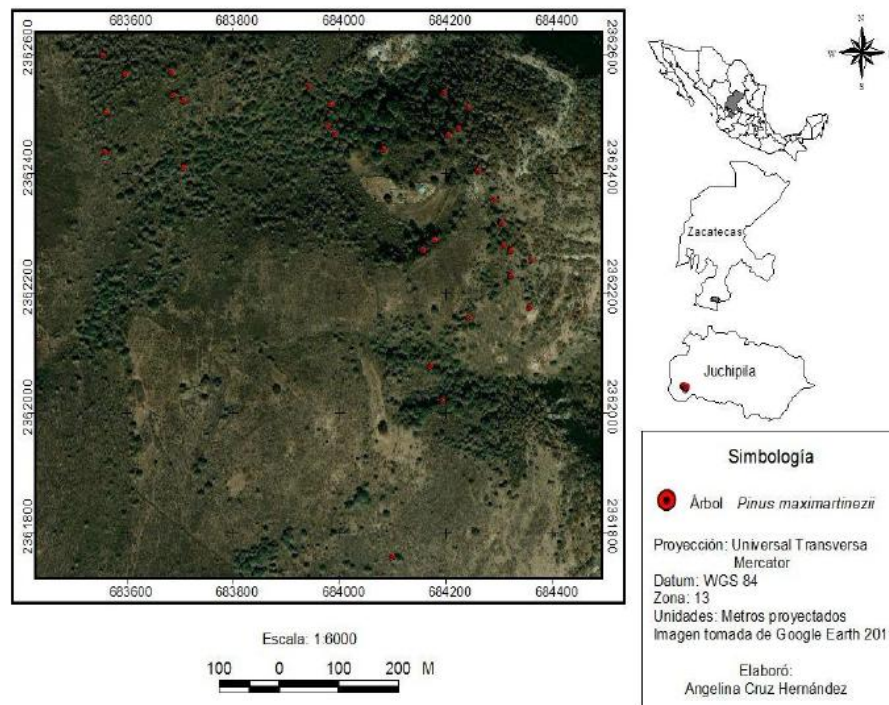 683600 683800 684000 684200 684400
2362600
2362400
2362200
2362000
2361800
2362600
2362400
2362200
2362000
2361800
683600 683800 684000 684200 684400
Escala: 1:6000
100 0 100 200 M
N
W
S
Zacatecas
Juchipila
Simbología
Árbol Pinus maximartinezii
Proyección: Universal Transversa
Mercator
Datum: WGS 84
Zona: 13
Unidades: Metros proyectados
Imagen tomada de Google Earth 201
Elaboró:
Angelina Cruz Hernández